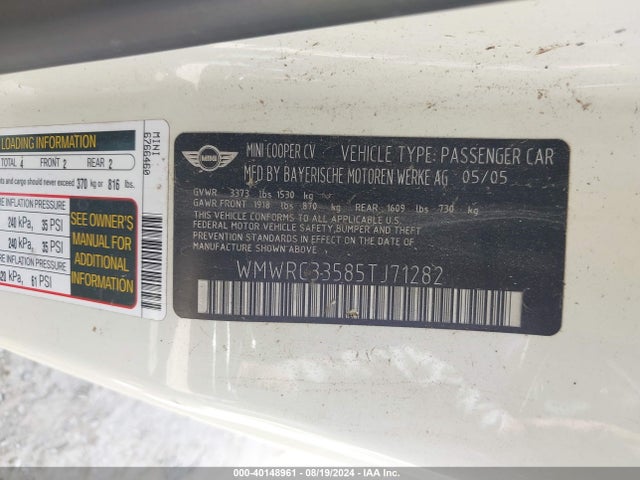 LOADING INFORMATION
TOTAL 4 FRONT 2 REAR 2
and cargo should never exceed 370 kg or 816 lbs.
INFLATION PRESSURE
240 kPa, 35 PSI
240 kPa, 35 PSI
420 kPa, 61 PSI
SEE OWNER'S
MANUAL FOR
ADDITIONAL
INFORMATION
MINI
6766460
MINI
MINI COOPER CV VEHICLE TYPE: PASSENGER CAR
MFD BY BAYERISCHE MOTOREN WERKE AG 05/05
GVWR 3373 lbs 1530 kg
GAWR FRONT 1918 lbs 870 kg REAR 1609 lbs 730 kg
THIS VEHICLE CONFORMS TO ALL APPLICABLE U.S.
FEDERAL MOTOR VEHICLE SAFETY,BUMPER AND THEFT
PREVENTION STANDARDS IN EFFECT ON THE DATE OF
MANUFACTURE SHOWN ABOVE.
WMWRC33585TJ71282
000-40148961 - 08/19/2024 - IAA Inc.